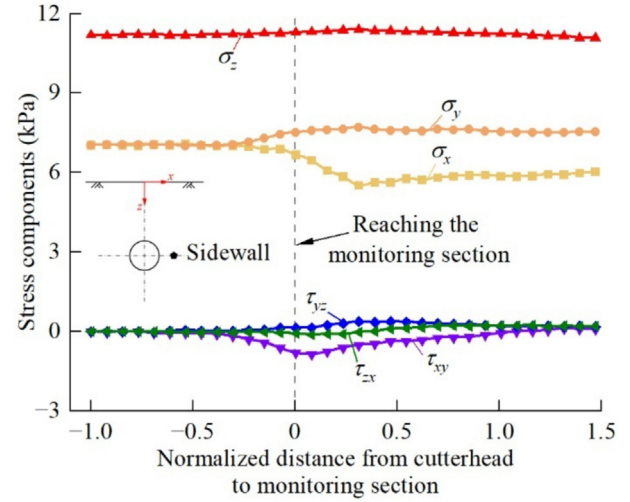 12
9
6
3
0
−3
Stress components (kPa)
σz
σy
σx
x
z
Sidewall
Reaching the
monitoring section
τyz
τzx
τxy
−1.0
−0.5
0
0.5
1.0
1.5
Normalized distance from cutterhead
to monitoring section